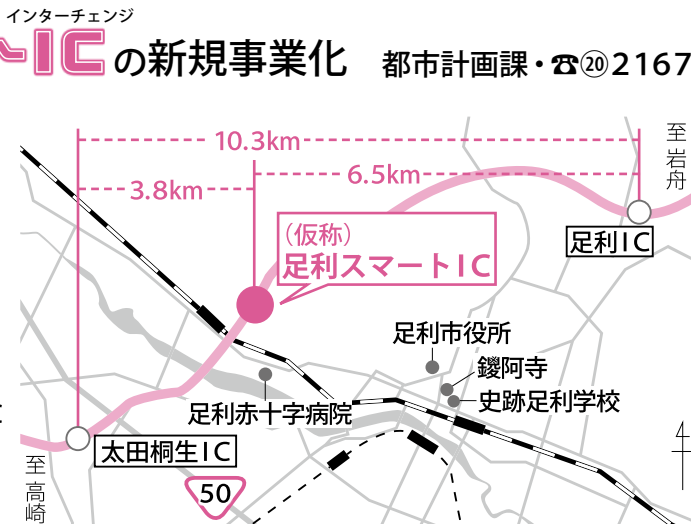 インターチェンジ
ICの新規事業化 都市計画課・☎⑳2167
10.3km
至岩舟
6.5km
3.8km
(仮称)
足利スマートIC
足利IC
足利市役所
鑁阿寺
史跡足利学校
足利赤十字病院
太田桐生IC
50
至高崎